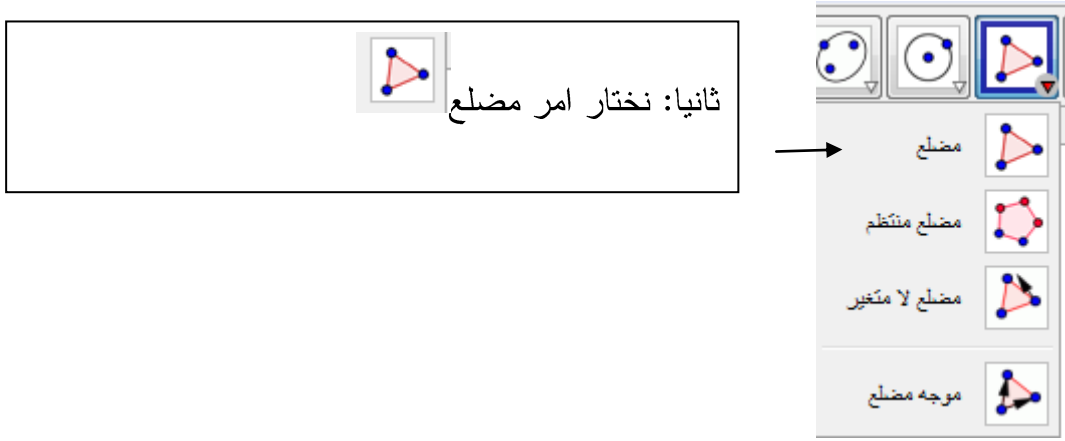 ثانيا: نختار امر مضلع
مضلع
مضلع منتظم
مضلع لا متغير
موجه مضلع